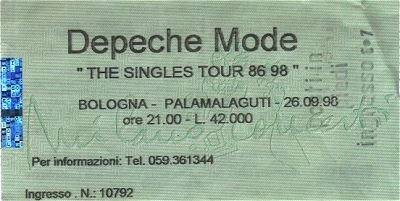 Depeche Mode
" THE SINGLES TOUR 86 98 "
BOLOGNA - PALAMALAGUTI - 26.09.98
ore 21.00 - L. 42.000
Per informazioni: Tel. 059.361344
Ingresso . N.: 10792
ingresso